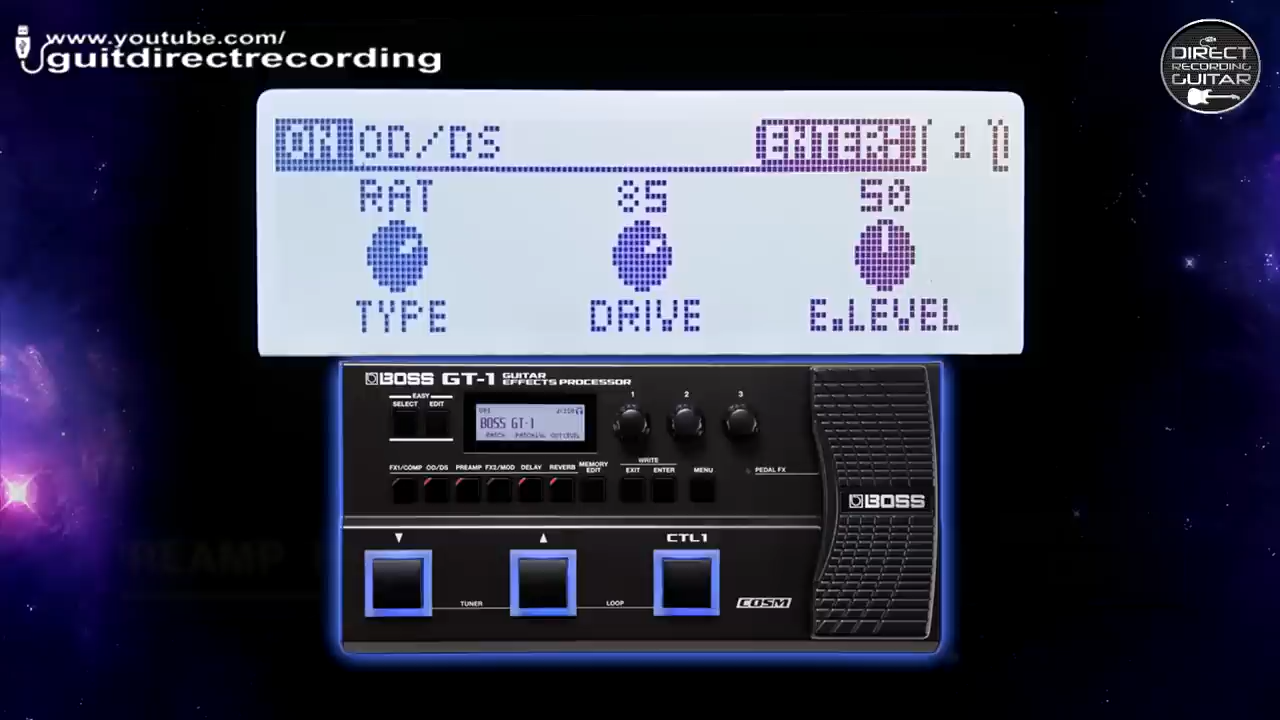 www.youtube.com/
guitdirectrecording
DIRECT
RECORDING
GUITAR
ON OD/DS ENTER 1
RAT 85 50
TYPE DRIVE E.LEVEL
BOSS GT-1 GUITAR EFFECTS PROCESSOR
EASY
SELECT EDIT
1 2 3
BOSS GT-1
FX1/COMP OD/DS PREAMP FX2/MOD DELAY REVERB MEMORY EDIT
WRITE
EXIT ENTER MENU
PEDAL FX
BOSS
▼ ▲ CTL1
TUNER LOOP
COSM